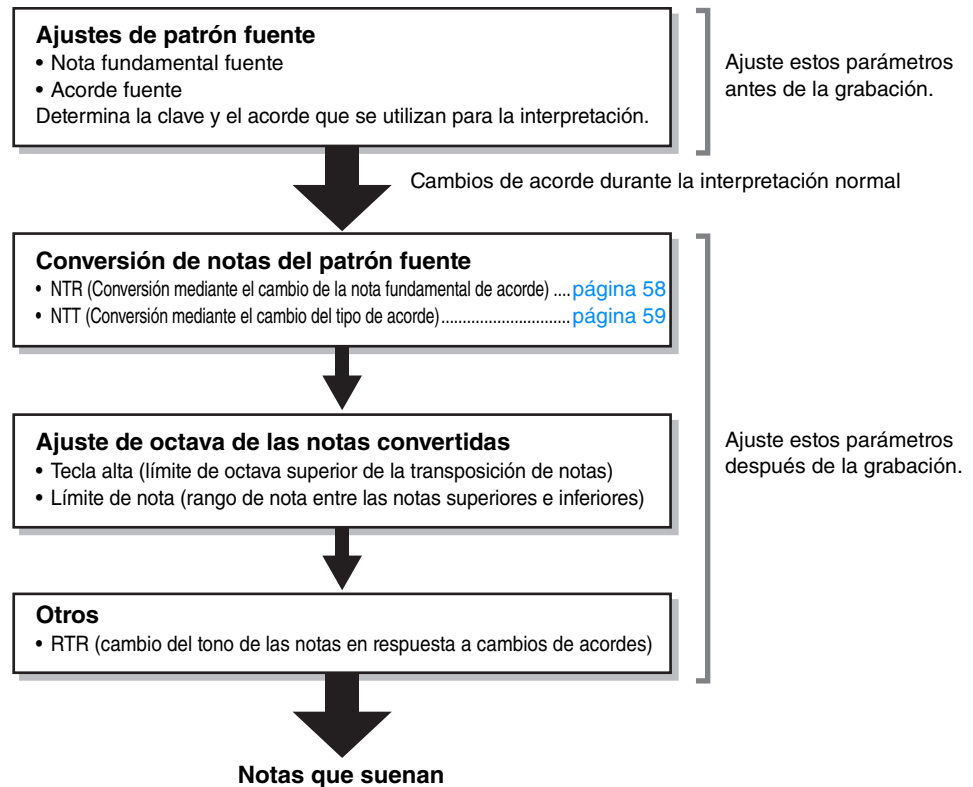 Ajustes de patrón fuente
• Nota fundamental fuente
• Acorde fuente
Determina la clave y el acorde que se utilizan para la interpretación.
Ajuste estos parámetros
antes de la grabación.
Cambios de acorde durante la interpretación normal
Conversión de notas del patrón fuente
• NTR (Conversión mediante el cambio de la nota fundamental de acorde) ....página 58
• NTT (Conversión mediante el cambio del tipo de acorde)..............................página 59
Ajuste de octava de las notas convertidas
• Tecla alta (límite de octava superior de la transposición de notas)
• Límite de nota (rango de nota entre las notas superiores e inferiores)
Ajuste estos parámetros
después de la grabación.
Otros
• RTR (cambio del tono de las notas en respuesta a cambios de acordes)
Notas que suenan